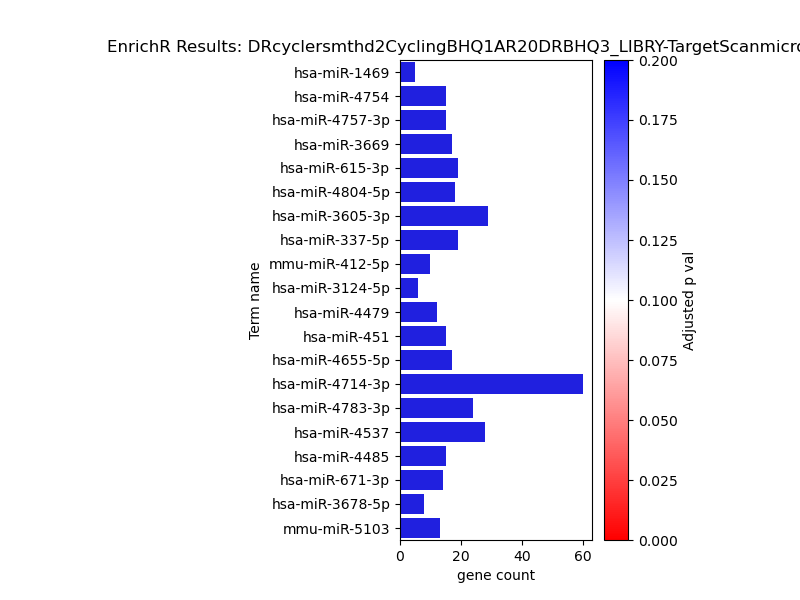 EnrichR Results: DRcyclersmthd2CyclingBHQ1AR20DRBHQ3_LIBRY-TargetScanmicro
hsa-miR-1469
hsa-miR-4754
hsa-miR-4757-3p
hsa-miR-3669
hsa-miR-615-3p
hsa-miR-4804-5p
hsa-miR-3605-3p
hsa-miR-337-5p
mmu-miR-412-5p
hsa-miR-3124-5p
hsa-miR-4479
hsa-miR-451
hsa-miR-4655-5p
hsa-miR-4714-3p
hsa-miR-4783-3p
hsa-miR-4537
hsa-miR-4485
hsa-miR-671-3p
hsa-miR-3678-5p
mmu-miR-5103
Term name
0 20 40 60
gene count
0.200
0.175
0.150
0.125
0.100
0.075
0.050
0.025
0.000
Adjusted p val